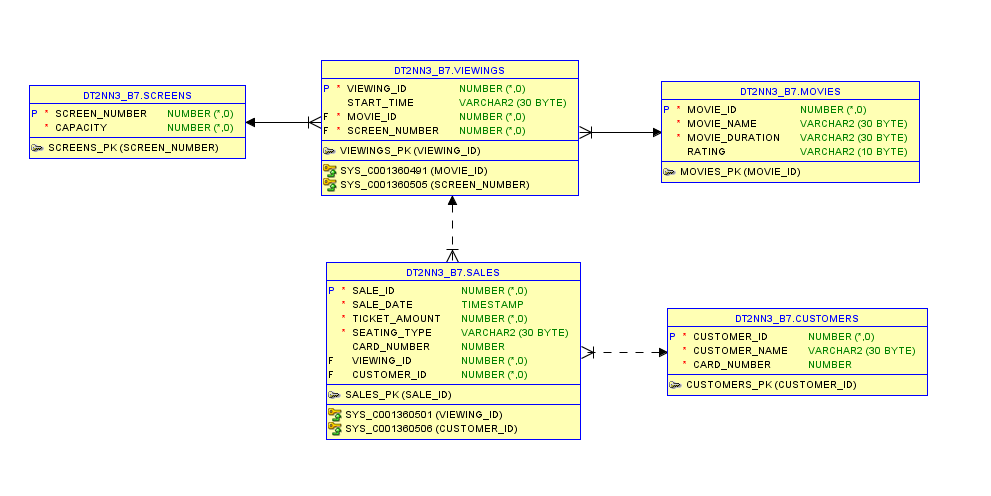 DT2NN3_B7.SCREENS
P * SCREEN_NUMBER NUMBER (*,0)
* CAPACITY NUMBER (*,0)
SCREENS_PK (SCREEN_NUMBER)
DT2NN3_B7.VIEWINGS
P * VIEWING_ID NUMBER (*,0)
START_TIME VARCHAR2 (30 BYTE)
F * MOVIE_ID NUMBER (*,0)
F * SCREEN_NUMBER NUMBER (*,0)
VIEWINGS_PK (VIEWING_ID)
SYS_C001360491 (MOVIE_ID)
SYS_C001360505 (SCREEN_NUMBER)
DT2NN3_B7.MOVIES
P * MOVIE_ID NUMBER (*,0)
* MOVIE_NAME VARCHAR2 (30 BYTE)
* MOVIE_DURATION VARCHAR2 (30 BYTE)
RATING VARCHAR2 (10 BYTE)
MOVIES_PK (MOVIE_ID)
DT2NN3_B7.SALES
P * SALE_ID NUMBER (*,0)
* SALE_DATE TIMESTAMP
* TICKET_AMOUNT NUMBER (*,0)
* SEATING_TYPE VARCHAR2 (30 BYTE)
CARD_NUMBER NUMBER
F VIEWING_ID NUMBER (*,0)
F CUSTOMER_ID NUMBER (*,0)
SALES_PK (SALE_ID)
SYS_C001360501 (VIEWING_ID)
SYS_C001360506 (CUSTOMER_ID)
DT2NN3_B7.CUSTOMERS
P * CUSTOMER_ID NUMBER (*,0)
* CUSTOMER_NAME VARCHAR2 (30 BYTE)
* CARD_NUMBER NUMBER
CUSTOMERS_PK (CUSTOMER_ID)